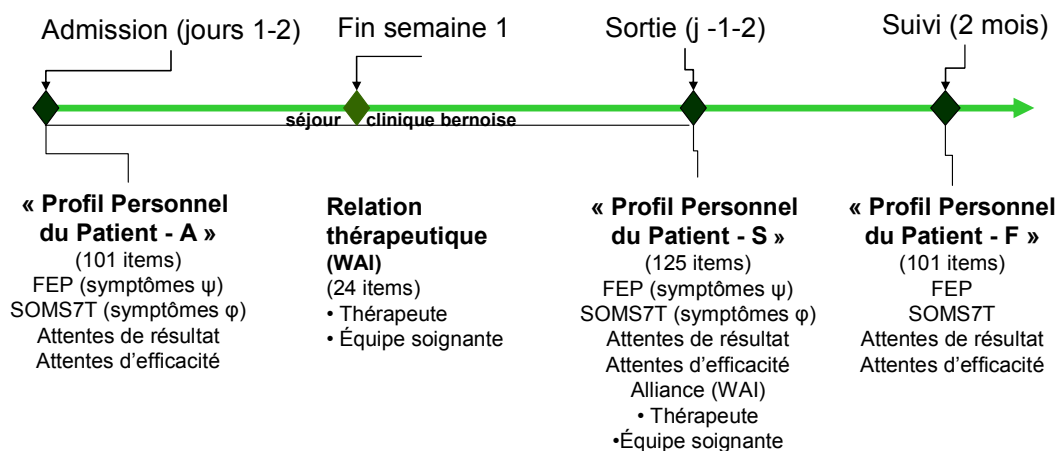 Admission (jours 1-2)
Fin semaine 1
Sortie (j -1-2)
Suivi (2 mois)
séjour clinique bernoise
« Profil Personnel
du Patient - A »
(101 items)
FEP (symptômes ψ)
SOMS7T (symptômes φ)
Attentes de résultat
Attentes d'efficacité
Relation
thérapeutique
(WAI)
(24 items)
• Thérapeute
• Équipe soignante
« Profil Personnel
du Patient - S »
(125 items)
FEP (symptômes ψ)
SOMS7T (symptômes φ)
Attentes de résultat
Attentes d'efficacité
Alliance (WAI)
• Thérapeute
•Équipe soignante
« Profil Personnel
du Patient - F »
(101 items)
FEP
SOMS7T
Attentes de résultat
Attentes d'efficacité